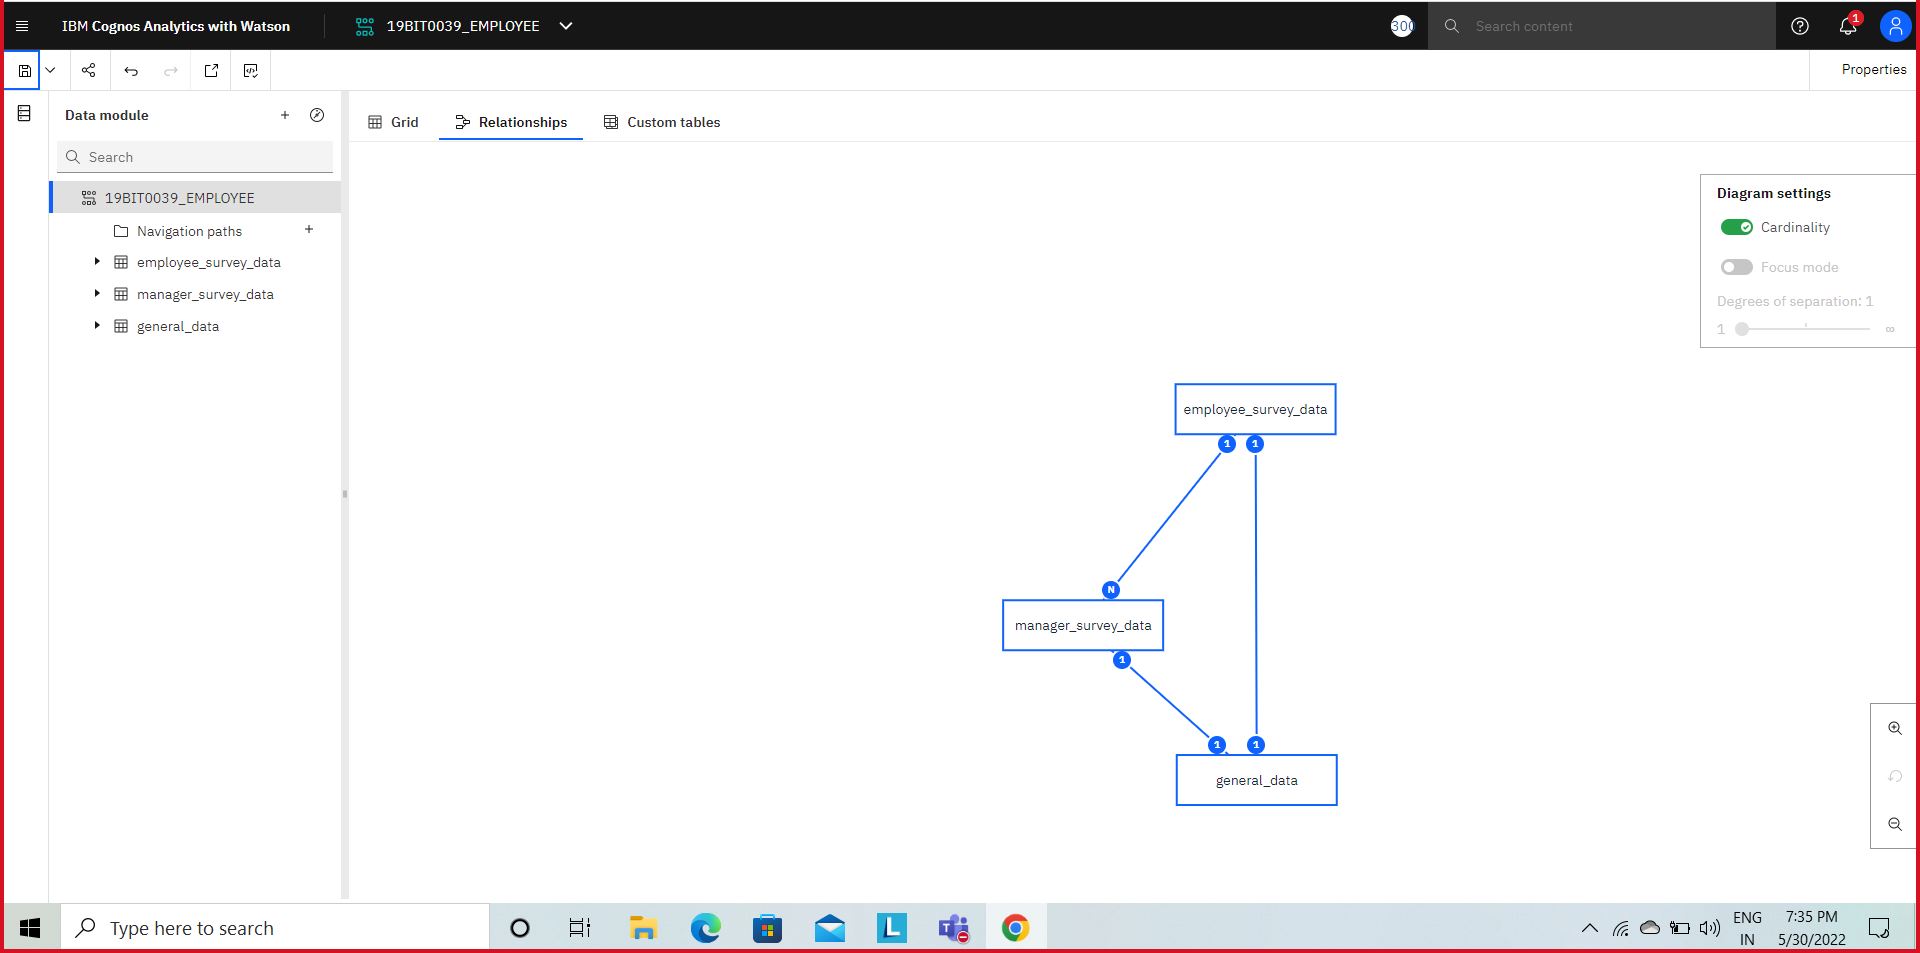 IBM Cognos Analytics with Watson
19BIT0039_EMPLOYEE
300
Search content
1
Properties
Data module
Search
19BIT0039_EMPLOYEE
Navigation paths
employee_survey_data
manager_survey_data
general_data
Grid
Relationships
Custom tables
Diagram settings
Cardinality
Focus mode
Degrees of separation: 1
1 ∞
employee_survey_data
1 1
N
manager_survey_data
1
1 1
general_data
Type here to search
L
T
ENG
IN
7:35 PM
5/30/2022